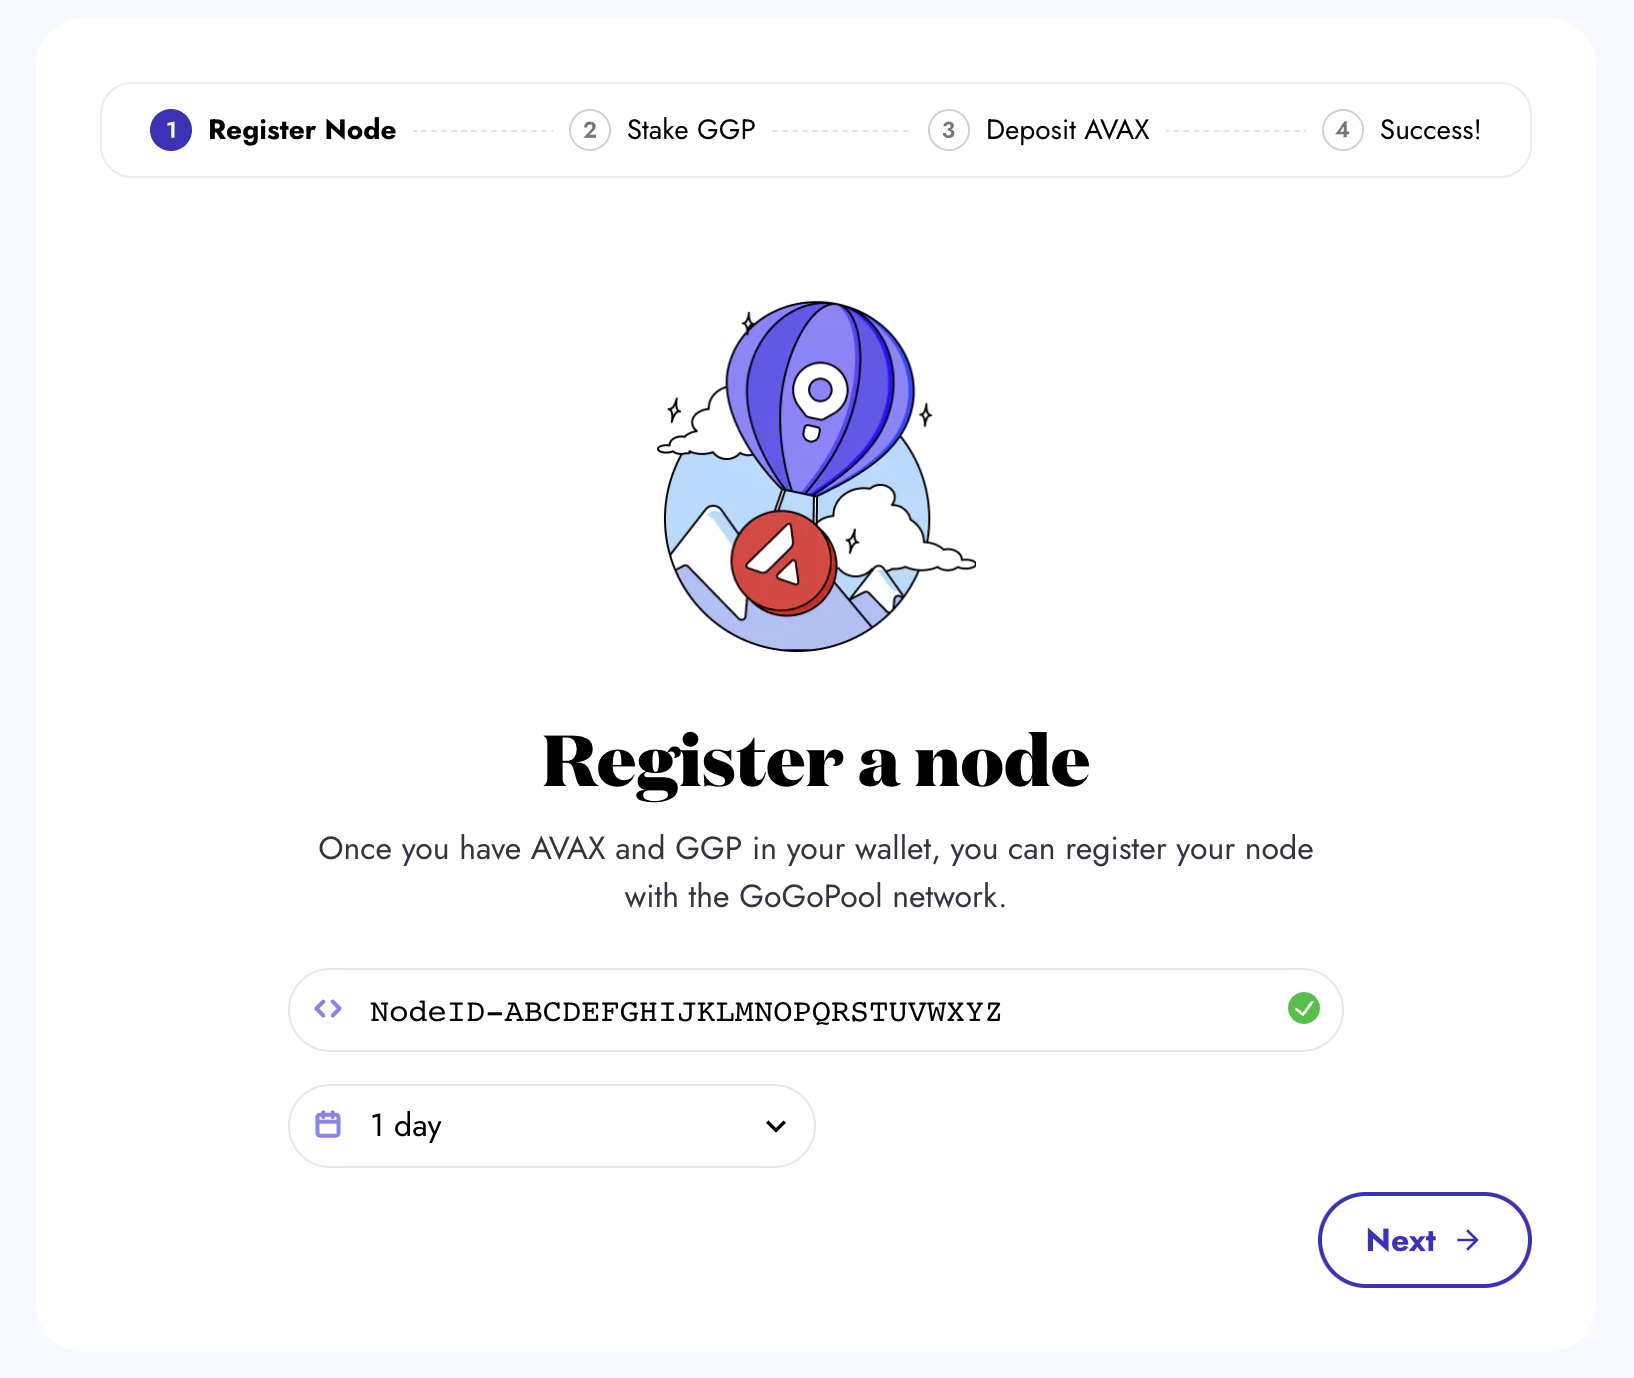 1 Register Node 2 Stake GGP 3 Deposit AVAX 4 Success!
Register a node
Once you have AVAX and GGP in your wallet, you can register your node
with the GoGoPool network.
NodeID-ABCDEFGHIJKLMNOPQRSTUVWXYZ
1 day
Next